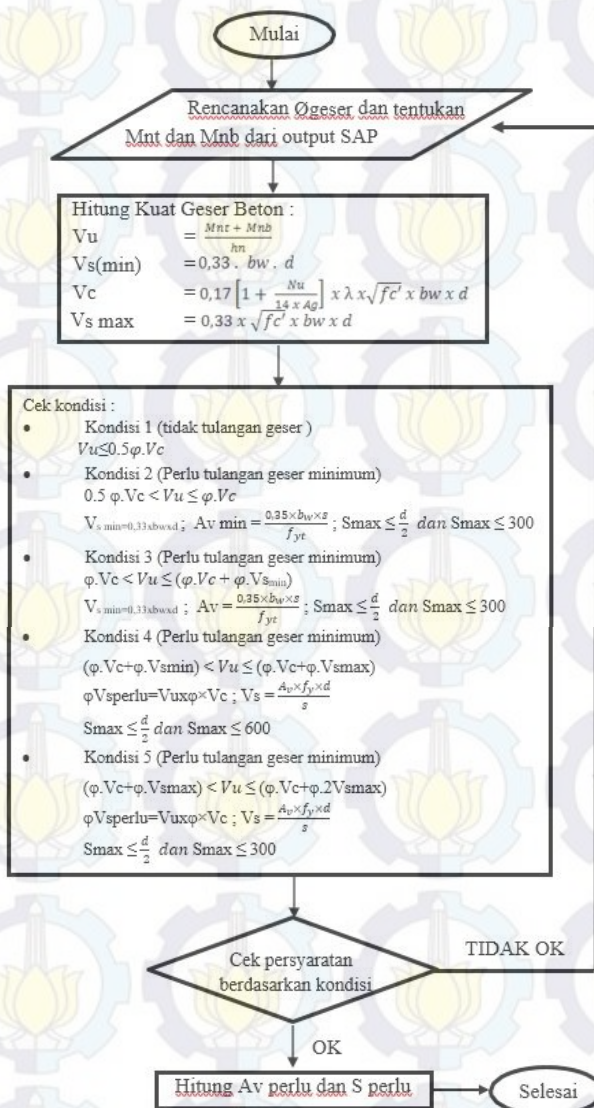 Mulai
Rencanakan Øgeser dan tentukan
Mnt dan Mnb dari output SAP
Hitung Kuat Geser Beton :
Vu = (Mnt + Mnb)/hn
Vs(min) =0,33 . bw . d
Vc = 0,17 [1 + Nu/(14 x Ag)] x λ x √fc' x bw x d
Vs max = 0,33 x √fc' x bw x d
Cek kondisi :
• Kondisi 1 (tidak tulangan geser )
Vu≤0.5φ.Vc
• Kondisi 2 (Perlu tulangan geser minimum)
0.5 φ.Vc < Vu ≤ φ.Vc
Vs min=0,33xbwxd ; Av min = (0,35×bw×s)/fyt ; Smax ≤ d/2 dan Smax ≤ 300
• Kondisi 3 (Perlu tulangan geser minimum)
φ.Vc < Vu ≤ (φ.Vc + φ.Vsmin)
Vs min=0,33xbwxd ; Av = (0,35×bw×s)/fyt ; Smax ≤ d/2 dan Smax ≤ 300
• Kondisi 4 (Perlu tulangan geser minimum)
(φ.Vc+φ.Vsmin) < Vu ≤ (φ.Vc+φ.Vsmax)
φVsperlu=Vuxφ×Vc ; Vs = (Av×fy×d)/s
Smax ≤ d/2 dan Smax ≤ 600
• Kondisi 5 (Perlu tulangan geser minimum)
(φ.Vc+φ.Vsmax) < Vu ≤ (φ.Vc+φ.2Vsmax)
φVsperlu=Vuxφ×Vc ; Vs = (Av×fy×d)/s
Smax ≤ d/2 dan Smax ≤ 300
Cek persyaratan
berdasarkan kondisi
TIDAK OK
OK
Hitung Av perlu dan S perlu
Selesai